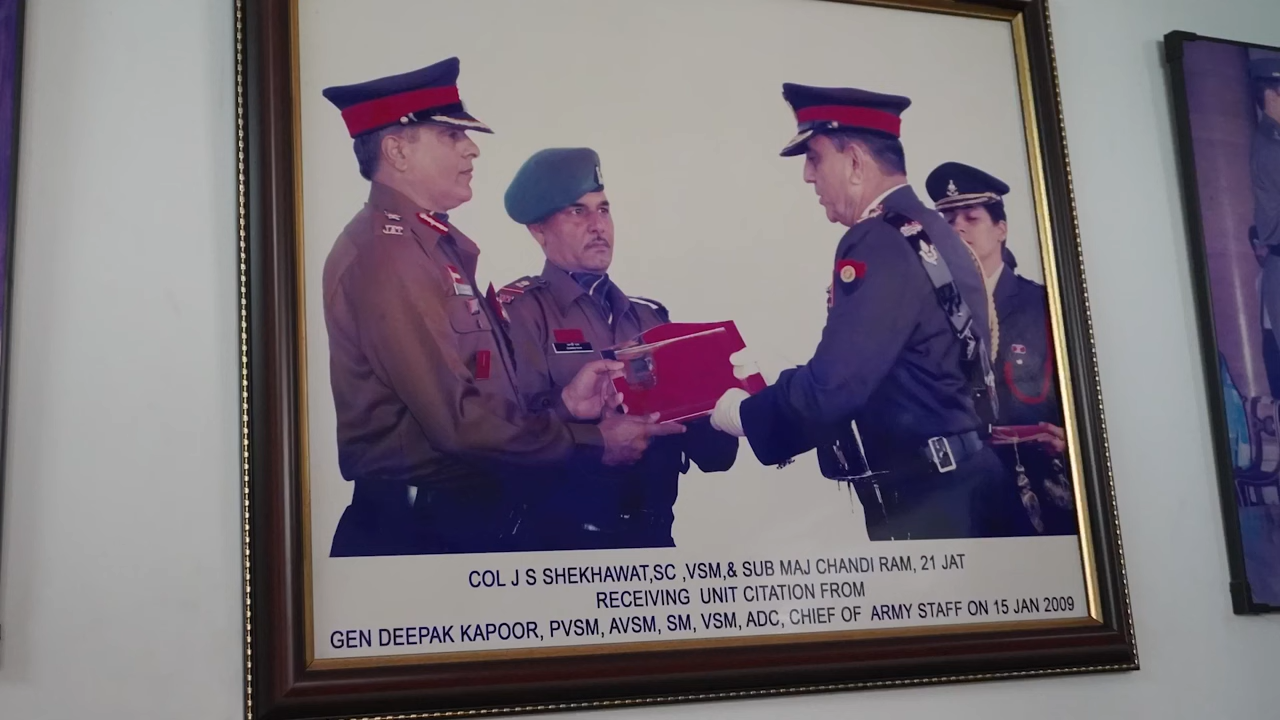 JAT
COL J S SHEKHAWAT,SC ,VSM,& SUB MAJ CHANDI RAM, 21 JAT
RECEIVING UNIT CITATION FROM
GEN DEEPAK KAPOOR, PVSM, AVSM, SM, VSM, ADC, CHIEF OF ARMY STAFF ON 15 JAN 2009